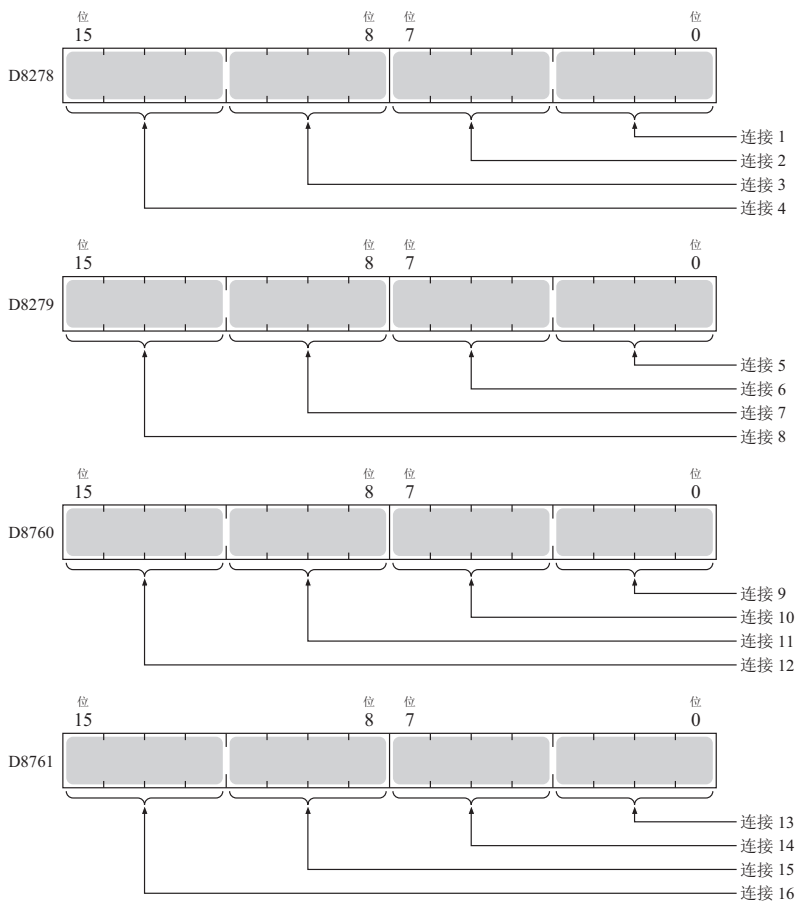 位 位 位 位
15 8 7 0
D8278
连接 1
连接 2
连接 3
连接 4
位 位 位 位
15 8 7 0
D8279
连接 5
连接 6
连接 7
连接 8
位 位 位 位
15 8 7 0
D8760
连接 9
连接 10
连接 11
连接 12
位 位 位 位
15 8 7 0
D8761
连接 13
连接 14
连接 15
连接 16